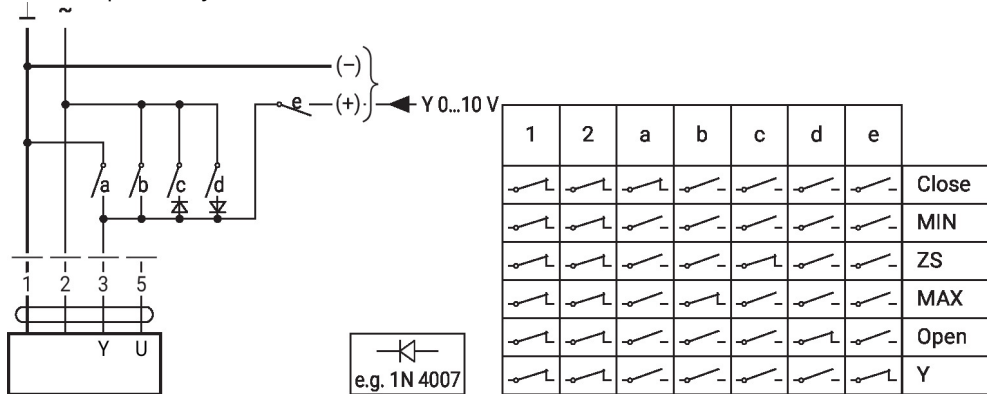 ⊥ ~
(−)
e (+) Y 0...10 V
a b c d
1 2 3 5
Y U
e.g. 1N 4007
1 2 a b c d e
Close
MIN
ZS
MAX
Open
Y